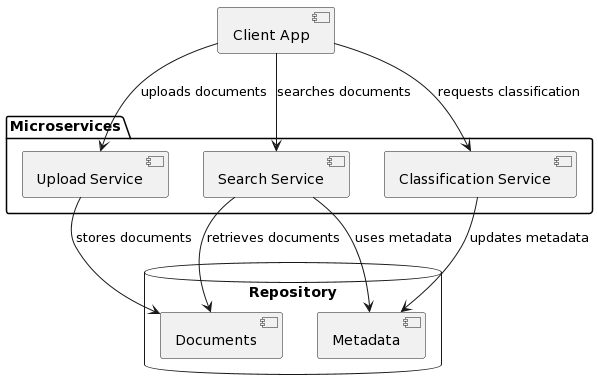 Client App
uploads documents
searches documents
requests classification
Microservices
Upload Service
Search Service
Classification Service
stores documents
retrieves documents
uses metadata
updates metadata
Repository
Documents
Metadata